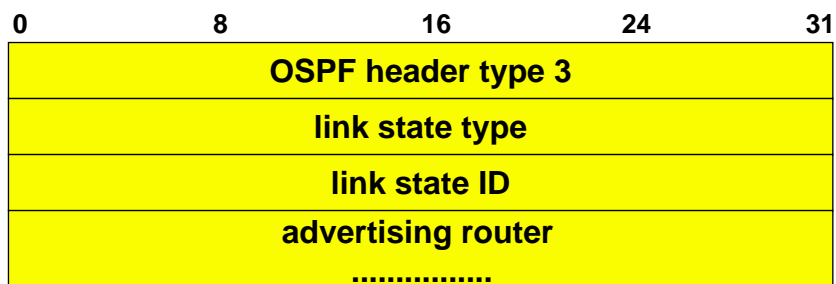 0 8 16 24 31
OSPF header type 3
link state type
link state ID
advertising router
................